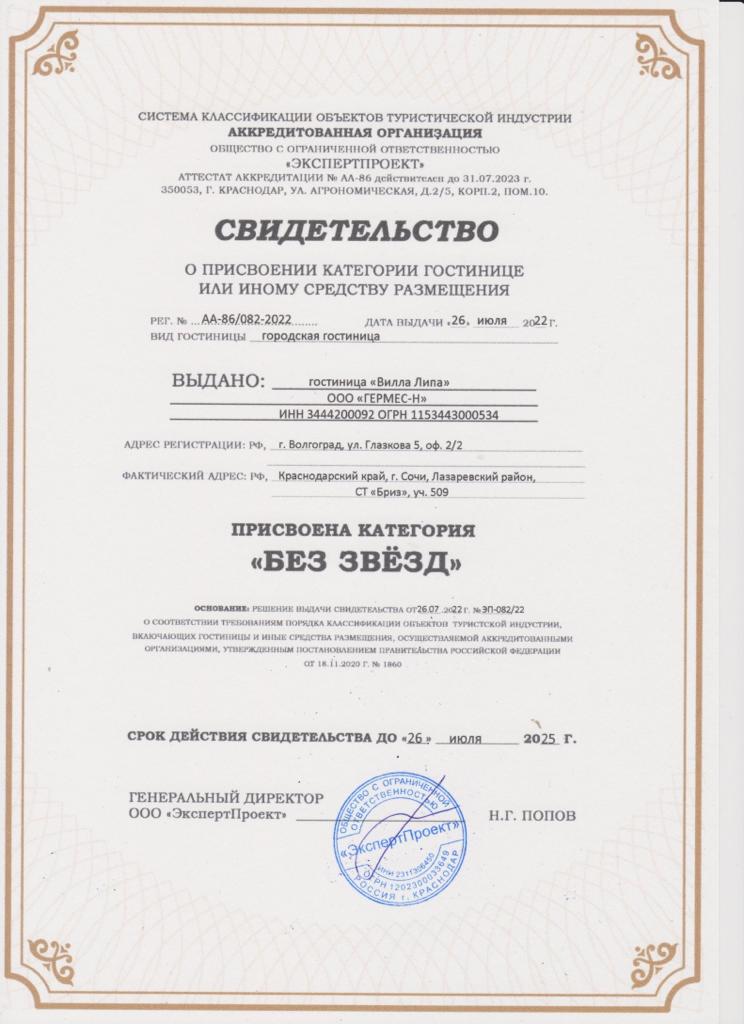 СИСТЕМА КЛАССИФИКАЦИИ ОБЪЕКТОВ ТУРИСТИЧЕСКОЙ ИНДУСТРИИ
АККРЕДИТОВАННАЯ ОРГАНИЗАЦИЯ
ОБЩЕСТВО С ОГРАНИЧЕННОЙ ОТВЕТСТВЕННОСТЬЮ
«ЭКСПЕРТПРОЕКТ»
АТТЕСТАТ АККРЕДИТАЦИИ № АА-86 действителен до 31.07.2023 г.
350053, Г. КРАСНОДАР, УЛ. АГРОНОМИЧЕСКАЯ, Д.2/5, КОРП.2, ПОМ.10.
СВИДЕТЕЛЬСТВО
О ПРИСВОЕНИИ КАТЕГОРИИ ГОСТИНИЦЕ
ИЛИ ИНОМУ СРЕДСТВУ РАЗМЕЩЕНИЯ
РЕГ. № АА-86/082-2022 ДАТА ВЫДАЧИ «26» июля 2022 г.
ВИД ГОСТИНИЦЫ городская гостиница
ВЫДАНО: гостиница «Вилла Липа»
ООО «ГЕРМЕС-Н»
ИНН 3444200092 ОГРН 1153443000534
АДРЕС РЕГИСТРАЦИИ: РФ, г. Волгоград, ул. Глазкова 5, оф. 2/2
ФАКТИЧЕСКИЙ АДРЕС: РФ, Краснодарский край, г. Сочи, Лазаревский район,
СТ «Бриз», уч. 509
ПРИСВОЕНА КАТЕГОРИЯ
«БЕЗ ЗВЁЗД»
ОСНОВАНИЕ: РЕШЕНИЕ ВЫДАЧИ СВИДЕТЕЛЬСТВА ОТ 26.07.2022 г. № ЭП-082/22
О СООТВЕТСТВИИ ТРЕБОВАНИЯМ ПОРЯДКА КЛАССИФИКАЦИИ ОБЪЕКТОВ ТУРИСТСКОЙ ИНДУСТРИИ,
ВКЛЮЧАЮЩИХ ГОСТИНИЦЫ И ИНЫЕ СРЕДСТВА РАЗМЕЩЕНИЯ, ОСУЩЕСТВЛЯЕМОЙ АККРЕДИТОВАННЫМИ
ОРГАНИЗАЦИЯМИ, УТВЕРЖДЕННЫМ ПОСТАНОВЛЕНИЕМ ПРАВИТЕЛЬСТВА РОССИЙСКОЙ ФЕДЕРАЦИИ
ОТ 18.11.2020 Г. № 1860
СРОК ДЕЙСТВИЯ СВИДЕТЕЛЬСТВА ДО «26» июля 2025 Г.
ГЕНЕРАЛЬНЫЙ ДИРЕКТОР
ООО «ЭкспертПроект» Н.Г. ПОПОВ
ОБЩЕСТВО С ОГРАНИЧЕННОЙ
ОТВЕТСТВЕННОСТЬЮ
«ЭкспертПроект»
ИНН 2311306450
ОГРН 1202300033649
РОССИЯ г. КРАСНОДАР